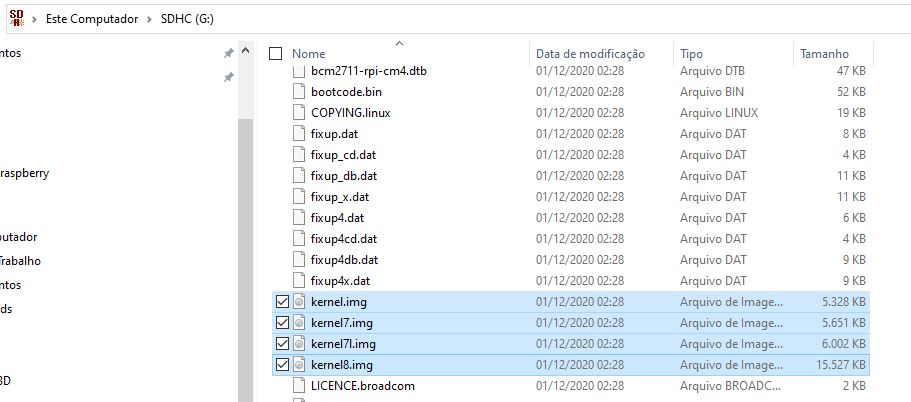 SD
Este Computador > SDHC (G:)
ntos
raspberry
putador
Trabalho
ntos
ds
3D
Nome Data de modificação Tipo Tamanho
bcm2711-rpi-cm4.dtb 01/12/2020 02:28 Arquivo DTB 47 KB
bootcode.bin 01/12/2020 02:28 Arquivo BIN 52 KB
COPYING.linux 01/12/2020 02:28 Arquivo LINUX 19 KB
fixup.dat 01/12/2020 02:28 Arquivo DAT 8 KB
fixup_cd.dat 01/12/2020 02:28 Arquivo DAT 4 KB
fixup_db.dat 01/12/2020 02:28 Arquivo DAT 11 KB
fixup_x.dat 01/12/2020 02:28 Arquivo DAT 11 KB
fixup4.dat 01/12/2020 02:28 Arquivo DAT 6 KB
fixup4cd.dat 01/12/2020 02:28 Arquivo DAT 4 KB
fixup4db.dat 01/12/2020 02:28 Arquivo DAT 9 KB
fixup4x.dat 01/12/2020 02:28 Arquivo DAT 9 KB
kernel.img 01/12/2020 02:28 Arquivo de Image... 5.328 KB
kernel7.img 01/12/2020 02:28 Arquivo de Image... 5.651 KB
kernel7l.img 01/12/2020 02:28 Arquivo de Image... 6.002 KB
kernel8.img 01/12/2020 02:28 Arquivo de Image... 15.527 KB
LICENCE.broadcom 01/12/2020 02:28 Arquivo BROADC... 2 KB